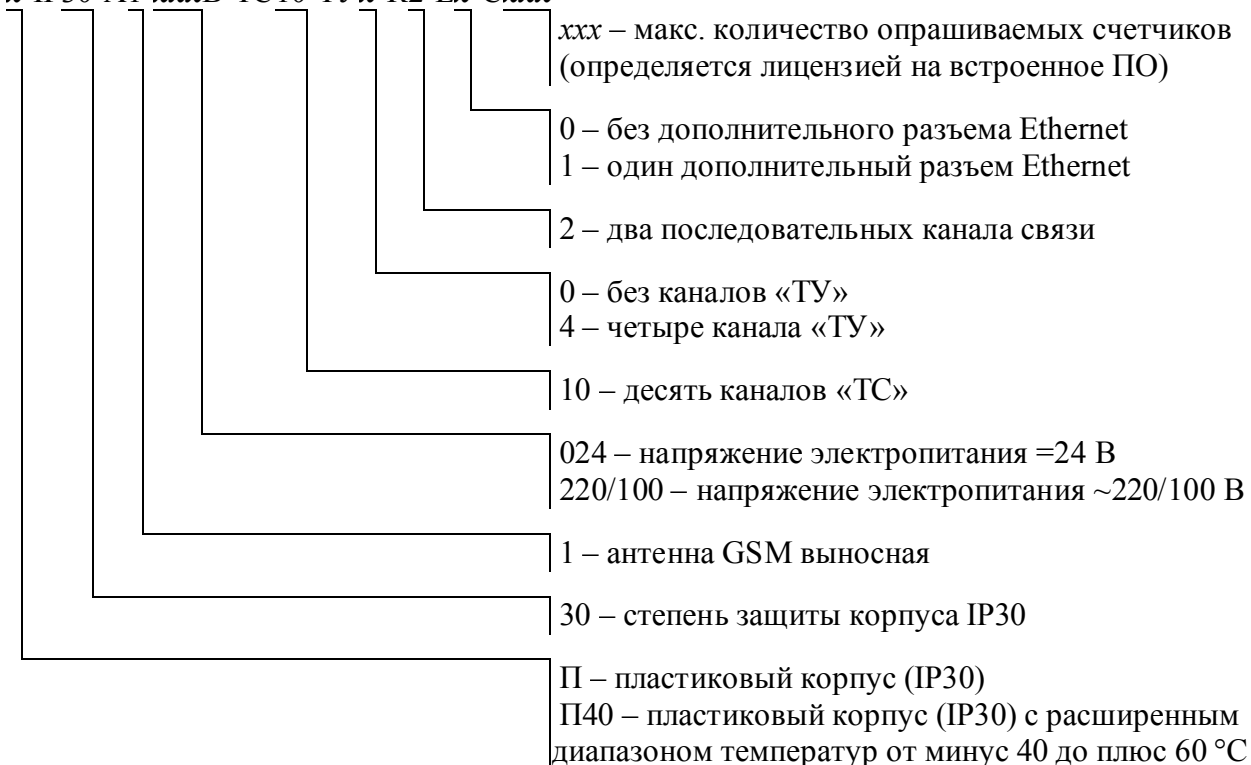 xxx – макс. количество опрашиваемых счетчиков
(определяется лицензией на встроенное ПО)
0 – без дополнительного разъема Ethernet
1 – один дополнительный разъем Ethernet
2 – два последовательных канала связи
0 – без каналов «ТУ»
4 – четыре канала «ТУ»
10 – десять каналов «ТС»
024 – напряжение электропитания =24 В
220/100 – напряжение электропитания ~220/100 В
1 – антенна GSM выносная
30 – степень защиты корпуса IP30
П – пластиковый корпус (IP30)
П40 – пластиковый корпус (IP30) с расширенным
диапазоном температур от минус 40 до плюс 60 °С